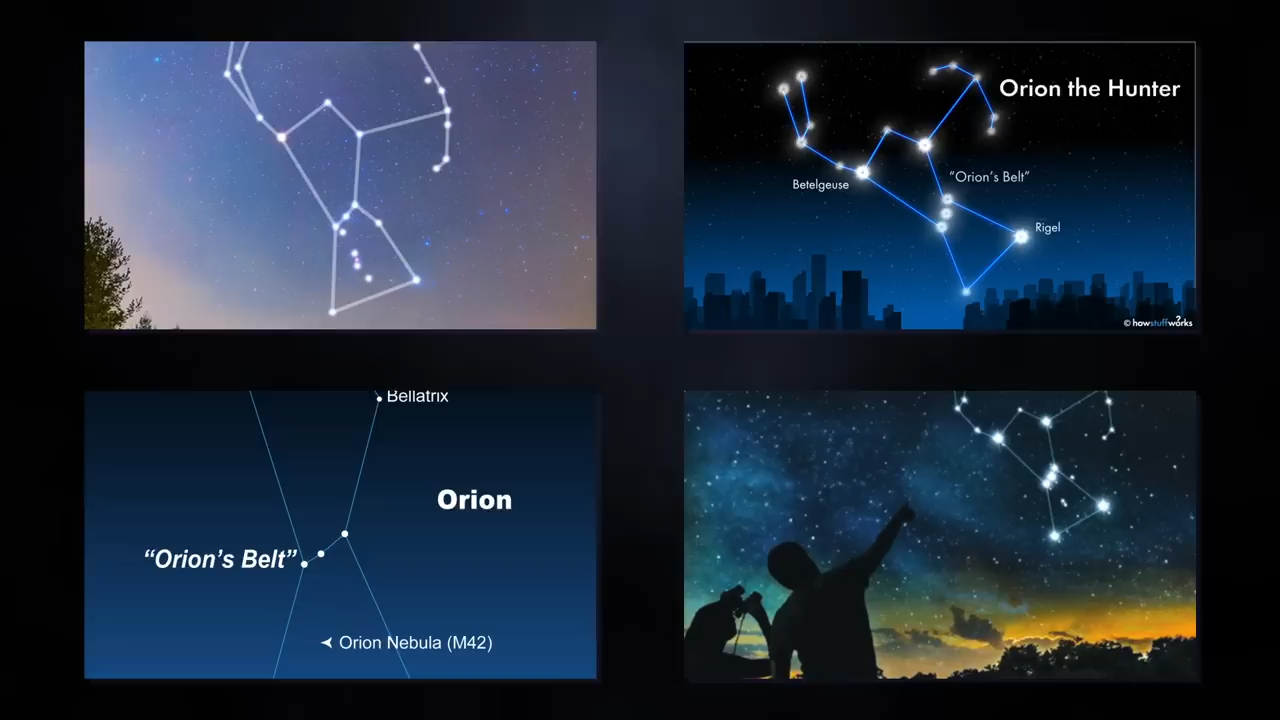 Orion the Hunter
"Orion's Belt"
Betelgeuse
Rigel
© howstuffworks
Bellatrix
Orion
"Orion's Belt"
Orion Nebula (M42)